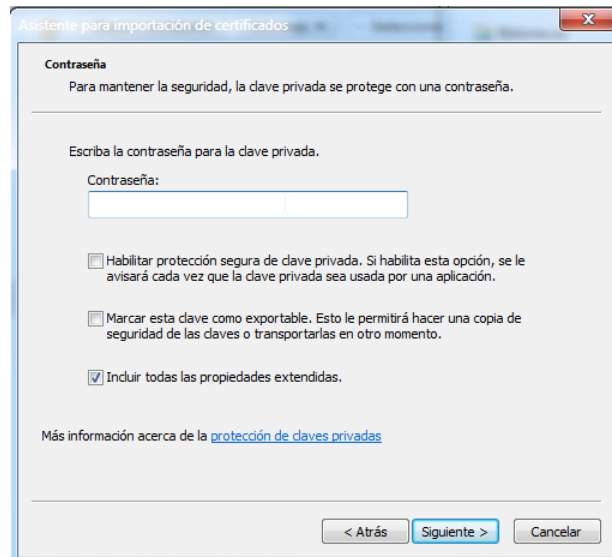 Asistente para importación de certificados
Contraseña
Para mantener la seguridad, la clave privada se protege con una contraseña.
Escriba la contraseña para la clave privada.
Contraseña:
Habilitar protección segura de clave privada. Si habilita esta opción, se le
avisará cada vez que la clave privada sea usada por una aplicación.
Marcar esta clave como exportable. Esto le permitirá hacer una copia de
seguridad de las claves o transportarlas en otro momento.
Incluir todas las propiedades extendidas.
Más información acerca de la protección de claves privadas
< Atrás Siguiente > Cancelar